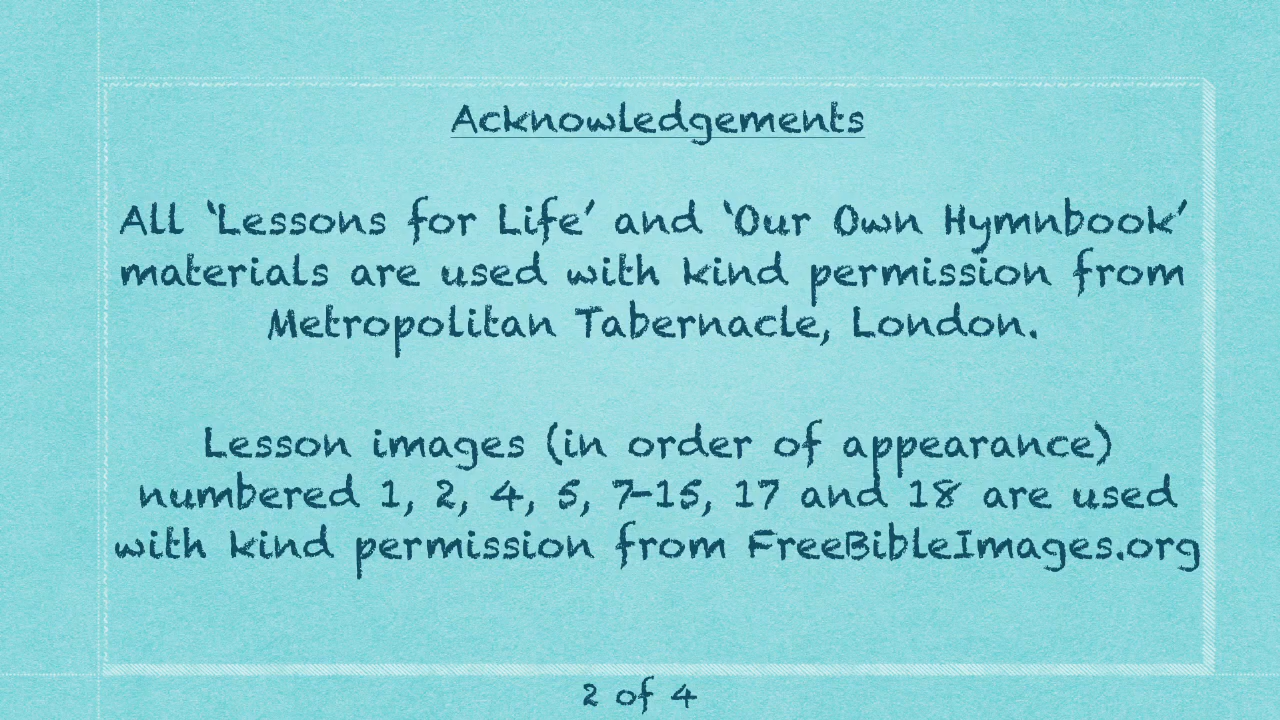 Acknowledgements
All ‘Lessons for Life’ and ‘Our Own Hymnbook’
materials are used with kind permission from
Metropolitan Tabernacle, London.
Lesson images (in order of appearance)
numbered 1, 2, 4, 5, 7-15, 17 and 18 are used
with kind permission from FreeBibleImages.org
2 of 4